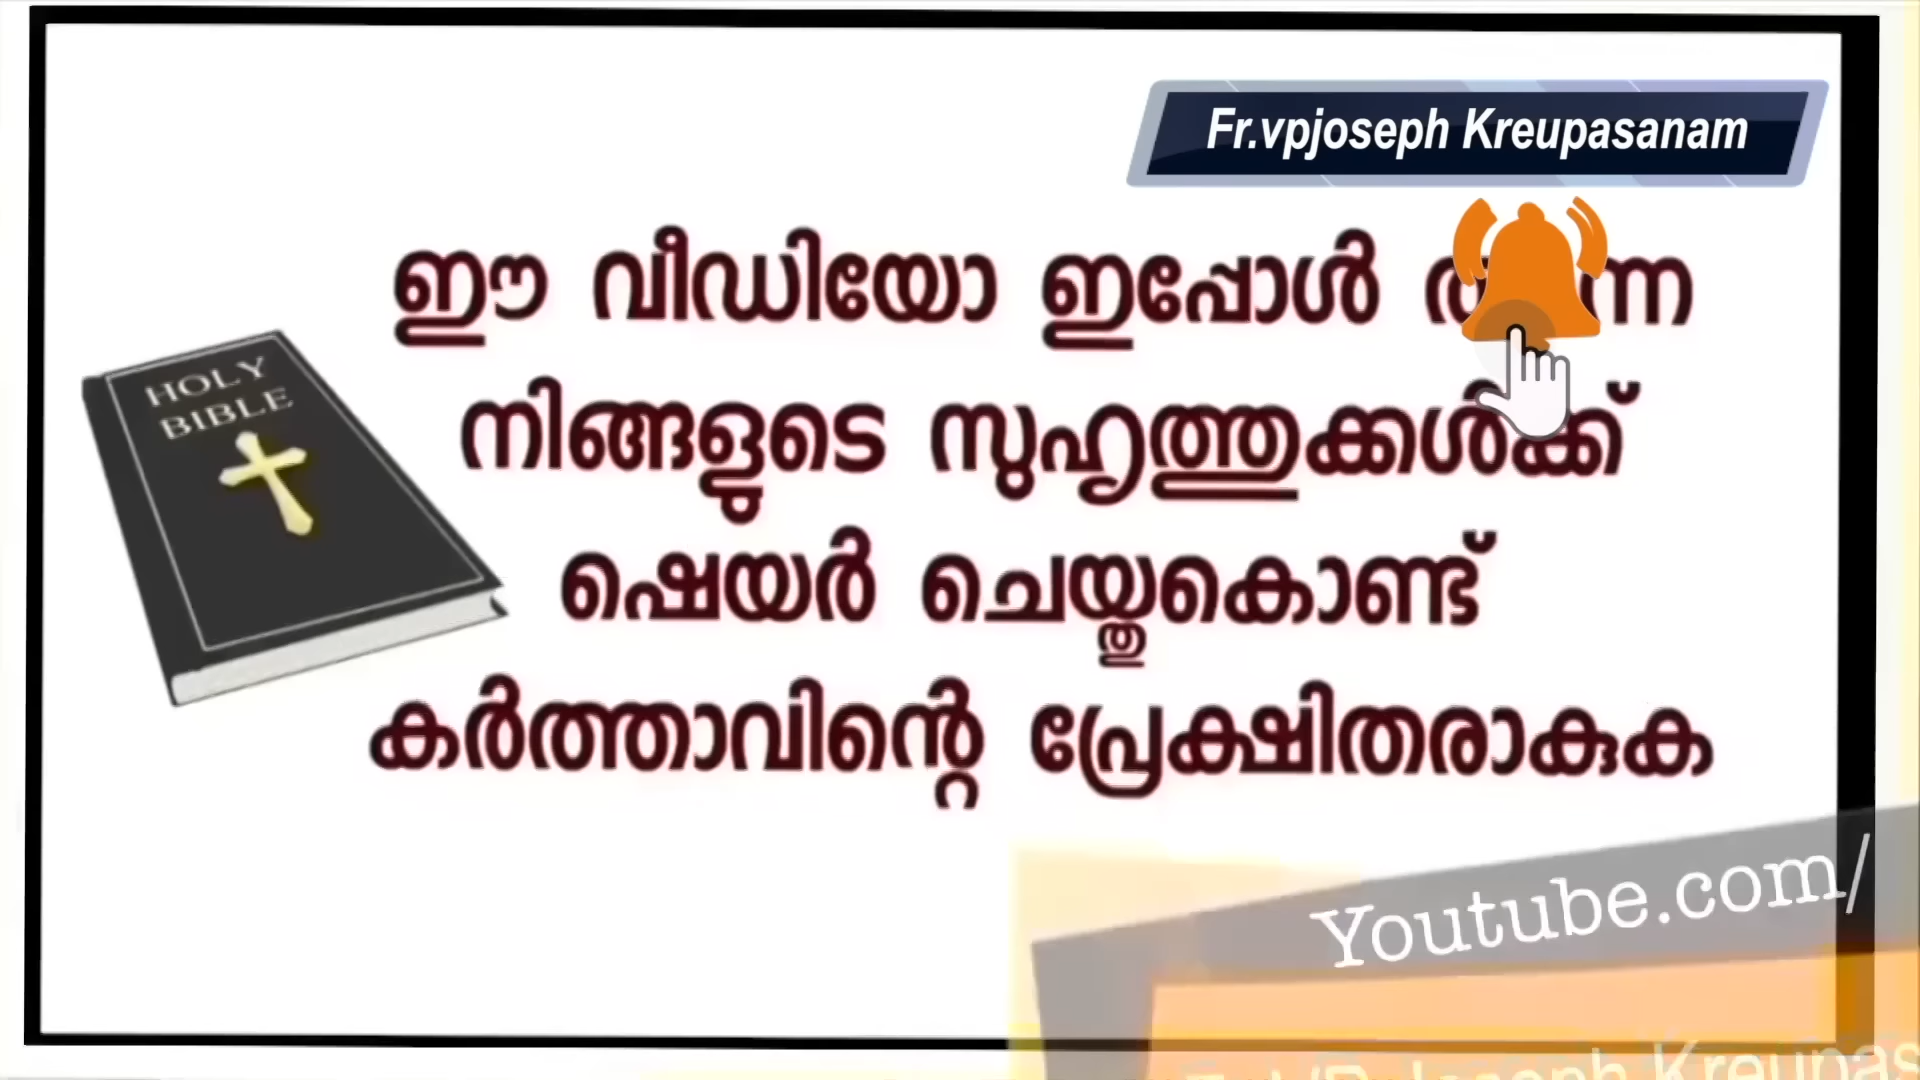 Fr.vpjoseph Kreupasanam
ഈ വീഡിയോ ഇപ്പോൾ
നിങ്ങളുടെ സുഹൃത്തുക്കൾക്ക്
ഷെയർ ചെയ്തുകൊണ്ട്
കർത്താവിന്റെ പ്രേക്ഷിതരാകുക
HOLY
BIBLE
Youtube.com/